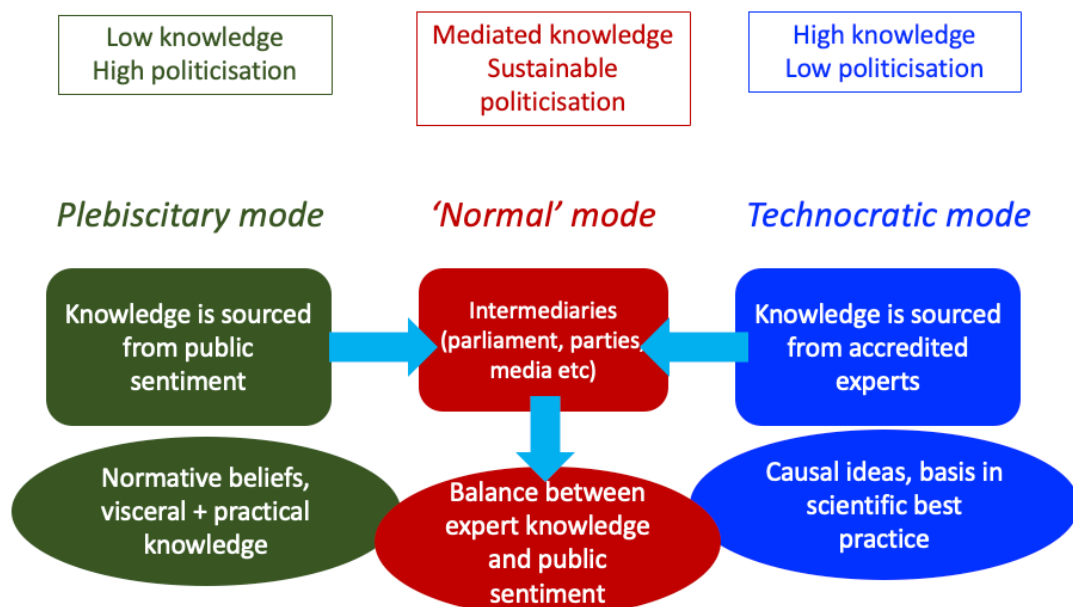 Low knowledge
High politicisation
Mediated knowledge
Sustainable
politicisation
High knowledge
Low politicisation
Plebiscitary mode
‘Normal’ mode
Technocratic mode
Knowledge is sourced
from public
sentiment
Intermediaries
(parliament, parties,
media etc)
Knowledge is sourced
from accredited
experts
Normative beliefs,
visceral + practical
knowledge
Balance between
expert knowledge
and public
sentiment
Causal ideas, basis in
scientific best
practice